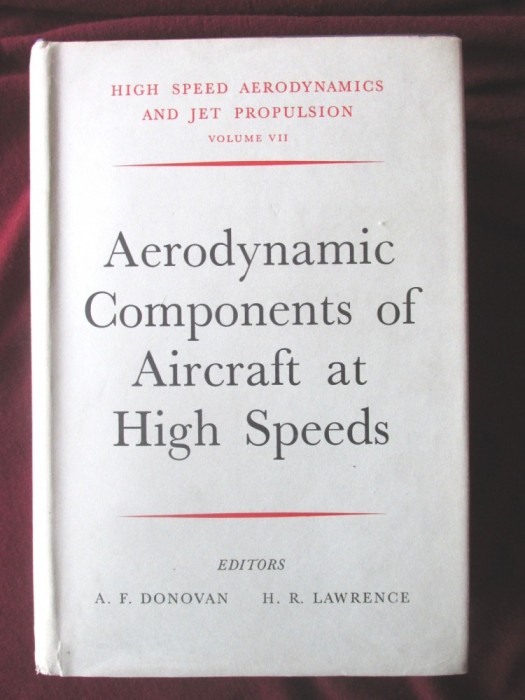 HIGH SPEED AERODYNAMICS
AND JET PROPULSION
VOLUME VII
Aerodynamic
Components of
Aircraft at
High Speeds
EDITORS
A. F. DONOVAN H. R. LAWRENCE